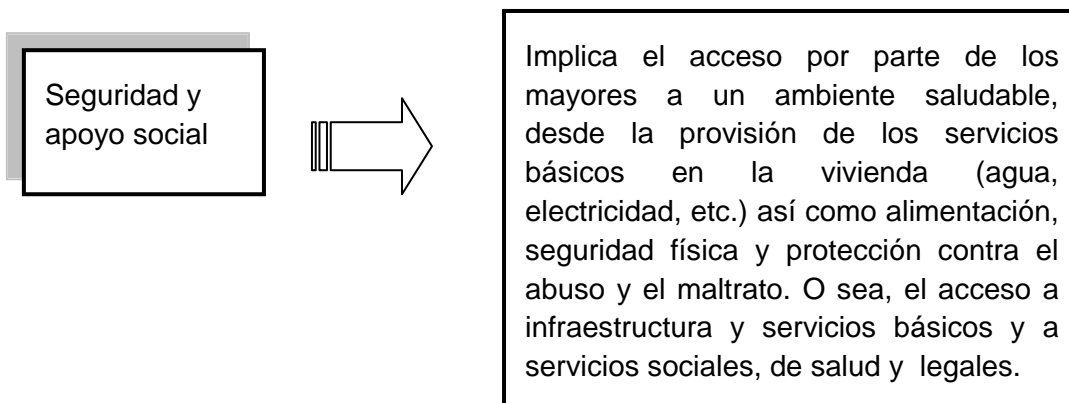 Seguridad y
apoyo social
Implica el acceso por parte de los
mayores a un ambiente saludable,
desde la provisión de los servicios
básicos en la vivienda (agua,
electricidad, etc.) así como alimentación,
seguridad física y protección contra el
abuso y el maltrato. O sea, el acceso a
infraestructura y servicios básicos y a
servicios sociales, de salud y legales.